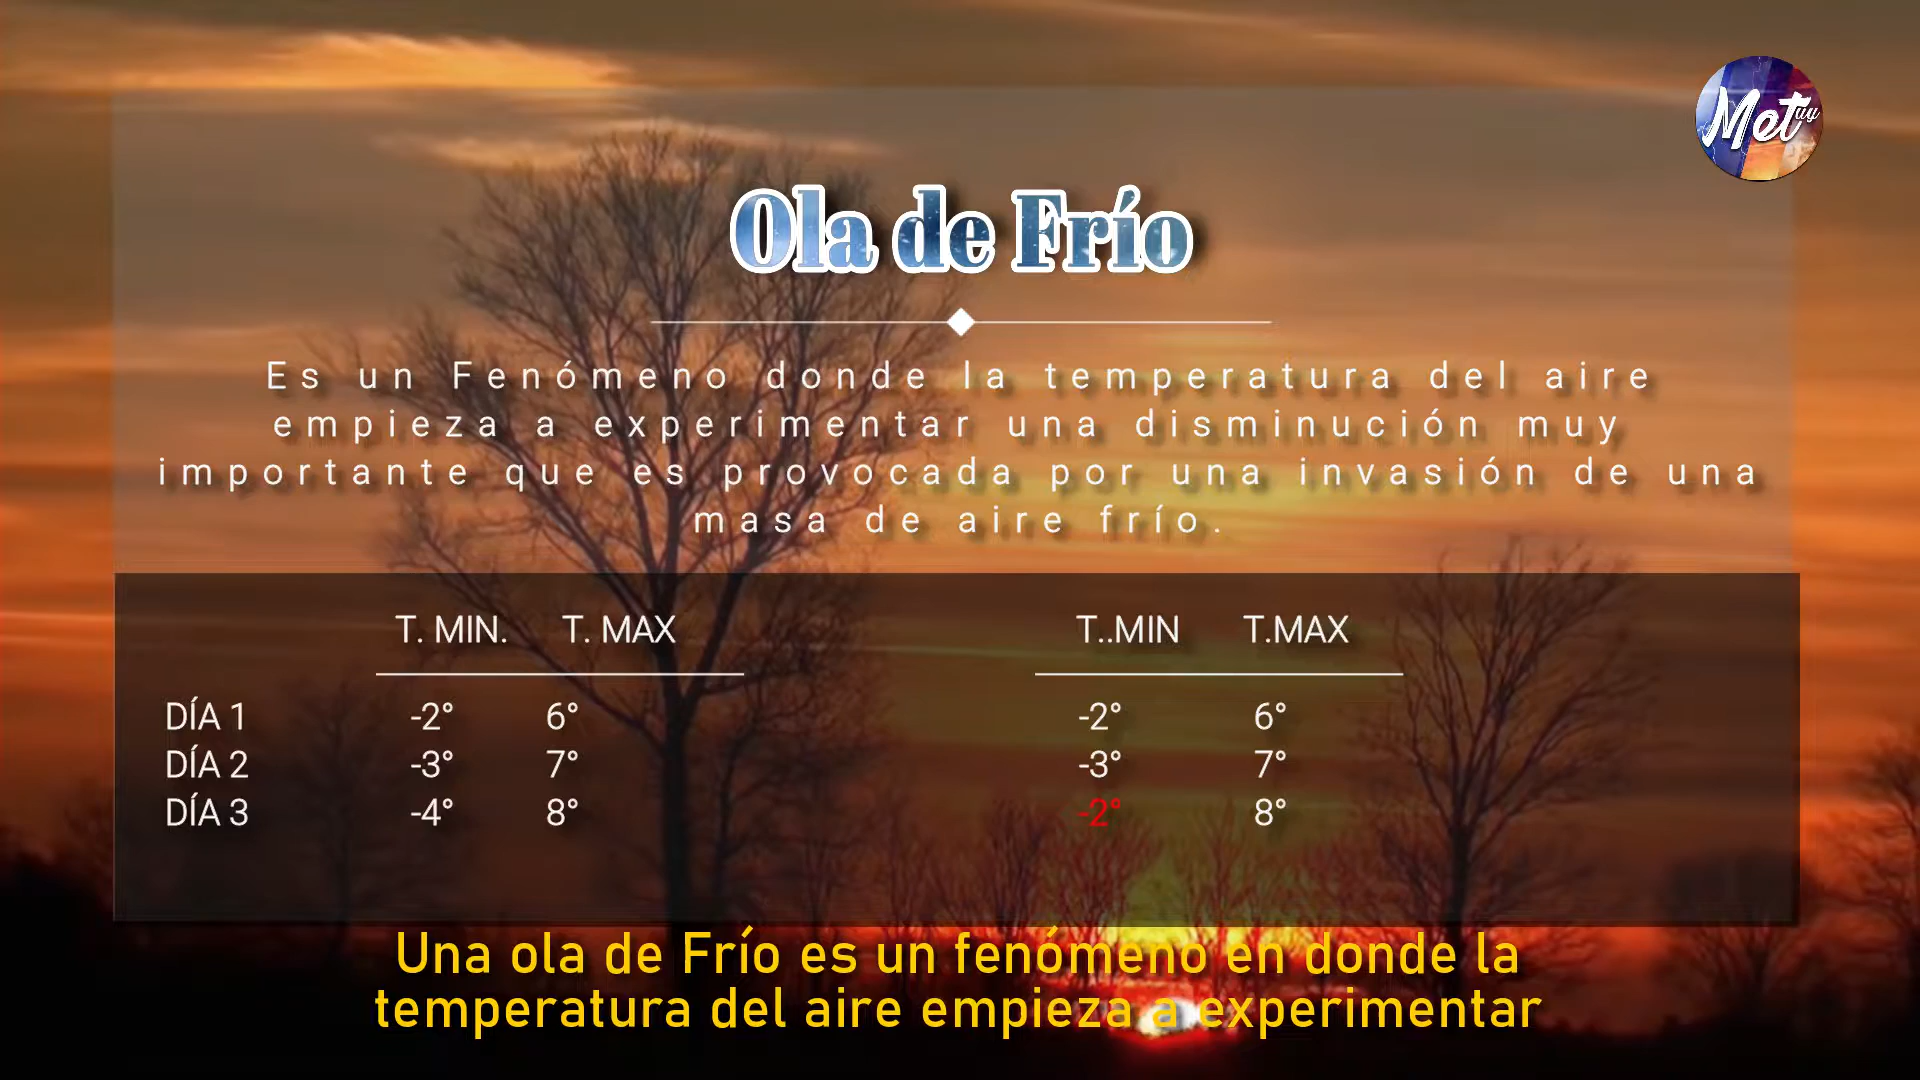 Met uy
Ola de Frío
Es un Fenómeno donde la temperatura del aire
empieza a experimentar una disminución muy
importante que es provocada por una invasión de una
masa de aire frío.
T. MIN. T. MAX T..MIN T.MAX
DÍA 1 -2° 6° -2° 6°
DÍA 2 -3° 7° -3° 7°
DÍA 3 -4° 8° -2° 8°
Una ola de Frío es un fenómeno en donde la
temperatura del aire empieza a experimentar